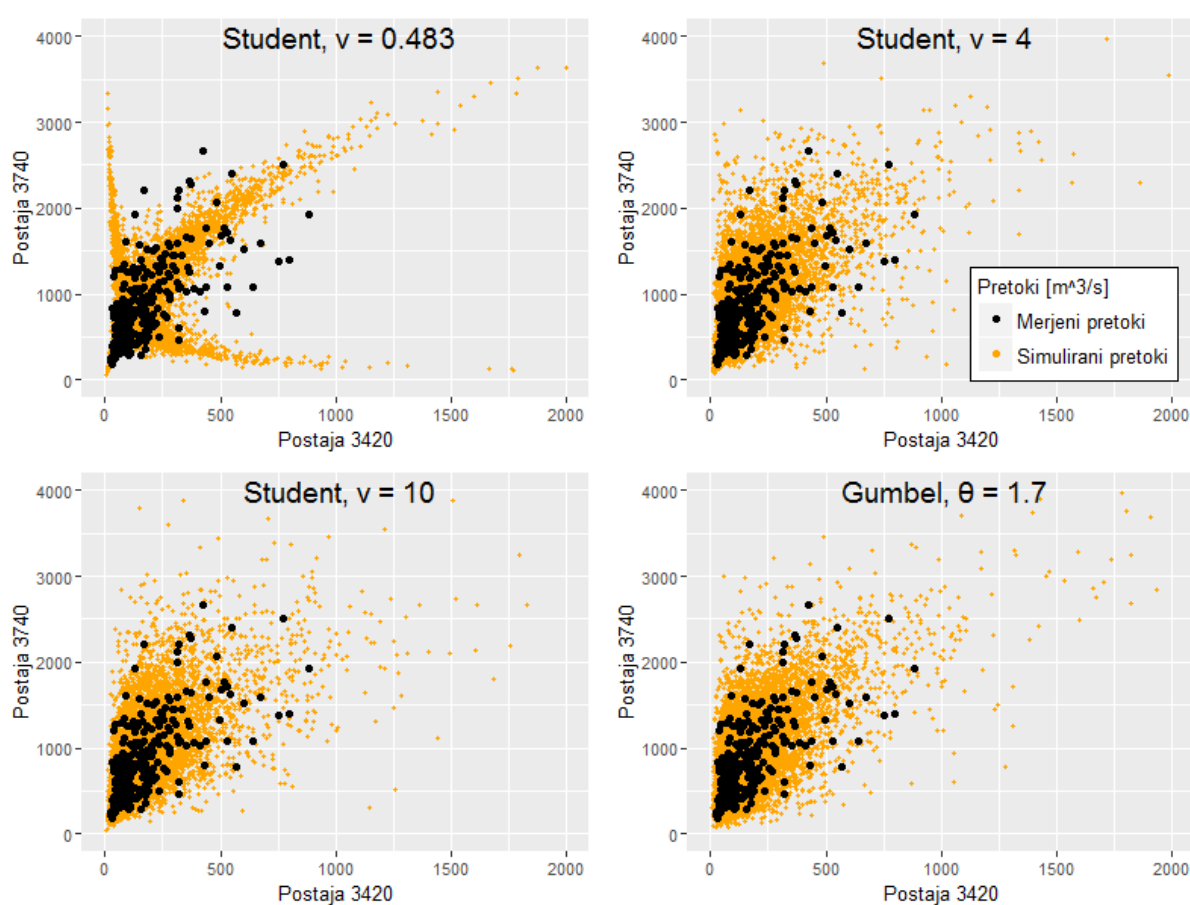 Student, ν = 0.483
4000
3000
2000
1000
0
Postaja 3740
0
500
1000
1500
2000
Postaja 3420
Student, ν = 4
4000
3000
2000
1000
0
Postaja 3740
Pretoki [m^3/s]
Merjeni pretoki
Simulirani pretoki
0
500
1000
1500
2000
Postaja 3420
Student, ν = 10
4000
3000
2000
1000
0
Postaja 3740
0
500
1000
1500
2000
Postaja 3420
Gumbel, θ = 1.7
4000
3000
2000
1000
0
Postaja 3740
0
500
1000
1500
2000
Postaja 3420